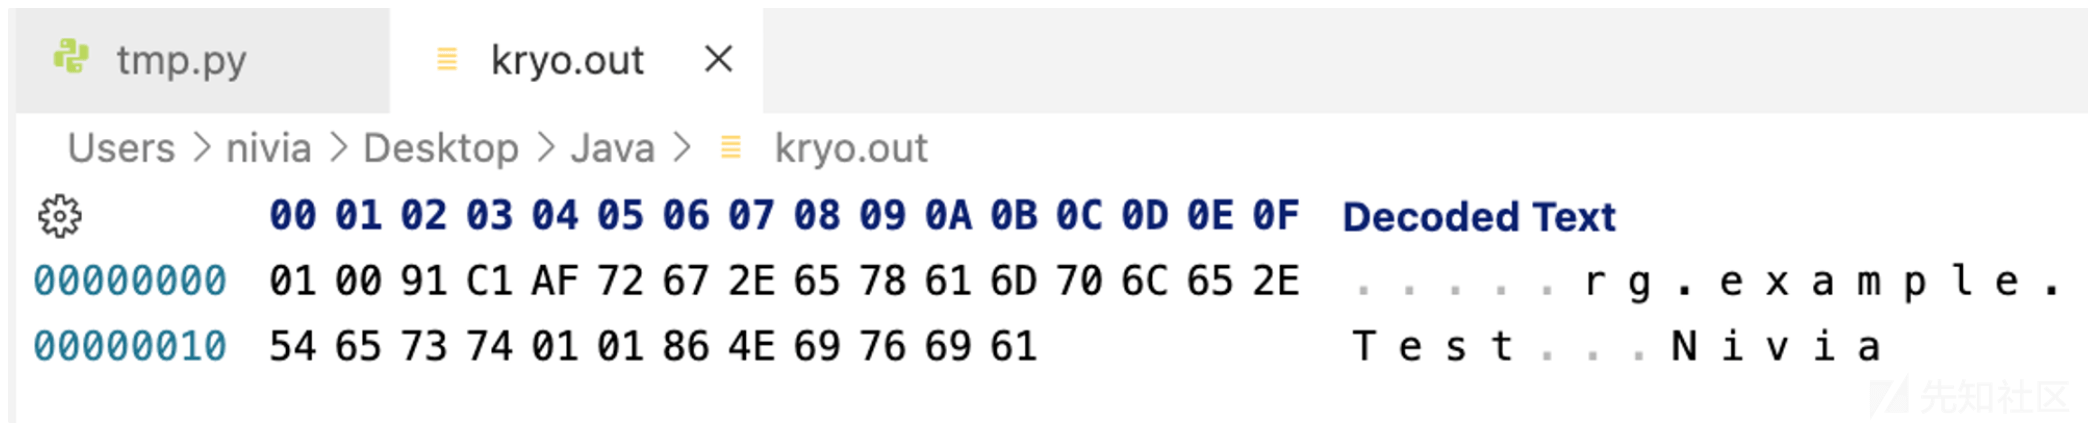 tmp.py kryo.out ×
Users > nivia > Desktop > Java > kryo.out
00 01 02 03 04 05 06 07 08 09 0A 0B 0C 0D 0E 0F Decoded Text
00000000 01 00 91 C1 AF 72 67 2E 65 78 61 6D 70 6C 65 2E . . . . . r g . e x a m p l e .
00000010 54 65 73 74 01 01 86 4E 69 76 69 61 T e s t . . . N i v i a
先知社区